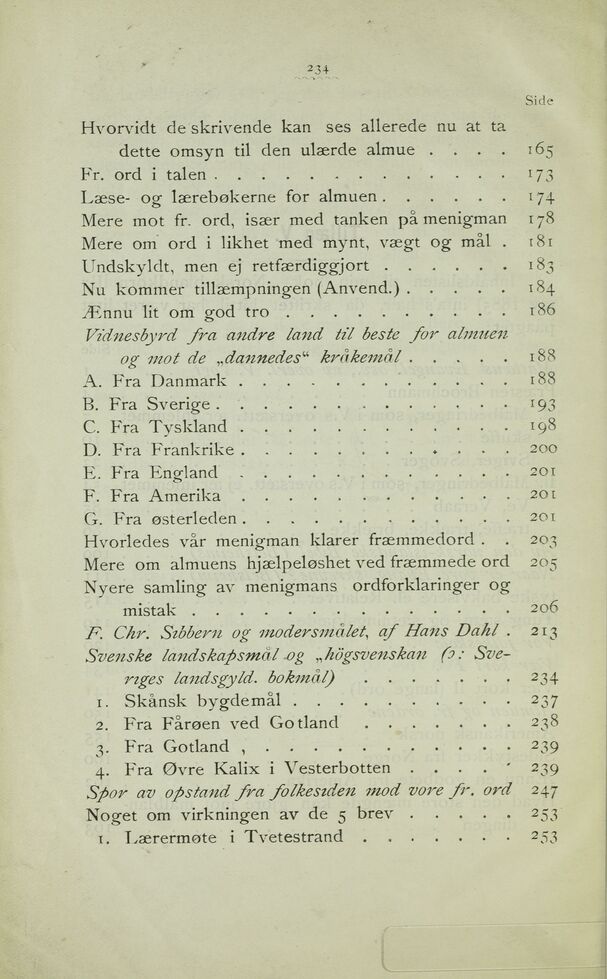 234
Side
Hvorvidt de skrivende kan ses allerede nu at ta
dette omsyn til den ulærde almue . . . . 165
Fr. ord i talen . . . . . . . . . . . . . . 173
Læse- og lærebøkerne for almuen . . . . . . 174
Mere mot fr. ord, især med tanken på menigman 178
Mere om ord i likhet med mynt, vægt og mål . 181
Undskyldt, men ej retfærdiggjort . . . . . . 183
Nu kommer tillæmpningen (Anvend.) . . . . . 184
Ænnu lit om god tro . . . . . . . . . . 186
Vidnesbyrd fra andre land til beste for almuen
og mot de „dannedes“ kråkemål . . . . . 188
A. Fra Danmark . . . . . . . . . . . . 188
B. Fra Sverige . . . . . . . . . . . . . 193
C. Fra Tyskland . . . . . . . . . . . . 198
D. Fra Frankrike . . . . . . . . . . . . 200
E. Fra England . . . . . . . . . . . . 201
F. Fra Amerika . . . . . . . . . . . . 201
G. Fra østerleden . . . . . . . . . . . . 201
Hvorledes vår menigman klarer fræmmedord . . 203
Mere om almuens hjælpeløshet ved fræmmede ord 205
Nyere samling av menigmans ordforklaringer og
mistak . . . . . . . . . . . . . . 206
F. Chr. Sibbern og modersmålet, af Hans Dahl . 213
Svenske landskapsmål og „högsvenskan (ɔ: Sve-
riges landsgyld. bokmål) . . . . . . . 234
1. Skånsk bygdemål . . . . . . . . . . 237
2. Fra Fårøen ved Gotland . . . . . . . 238
3. Fra Gotland , . . . . . . . . . . . 239
4. Fra Øvre Kalix i Vesterbotten . . . . ' 239
Spor av opstand fra folkesiden mod vore fr. ord 247
Noget om virkningen av de 5 brev . . . . . 253
1. Lærermøte i Tvetestrand . . . . . . . 253